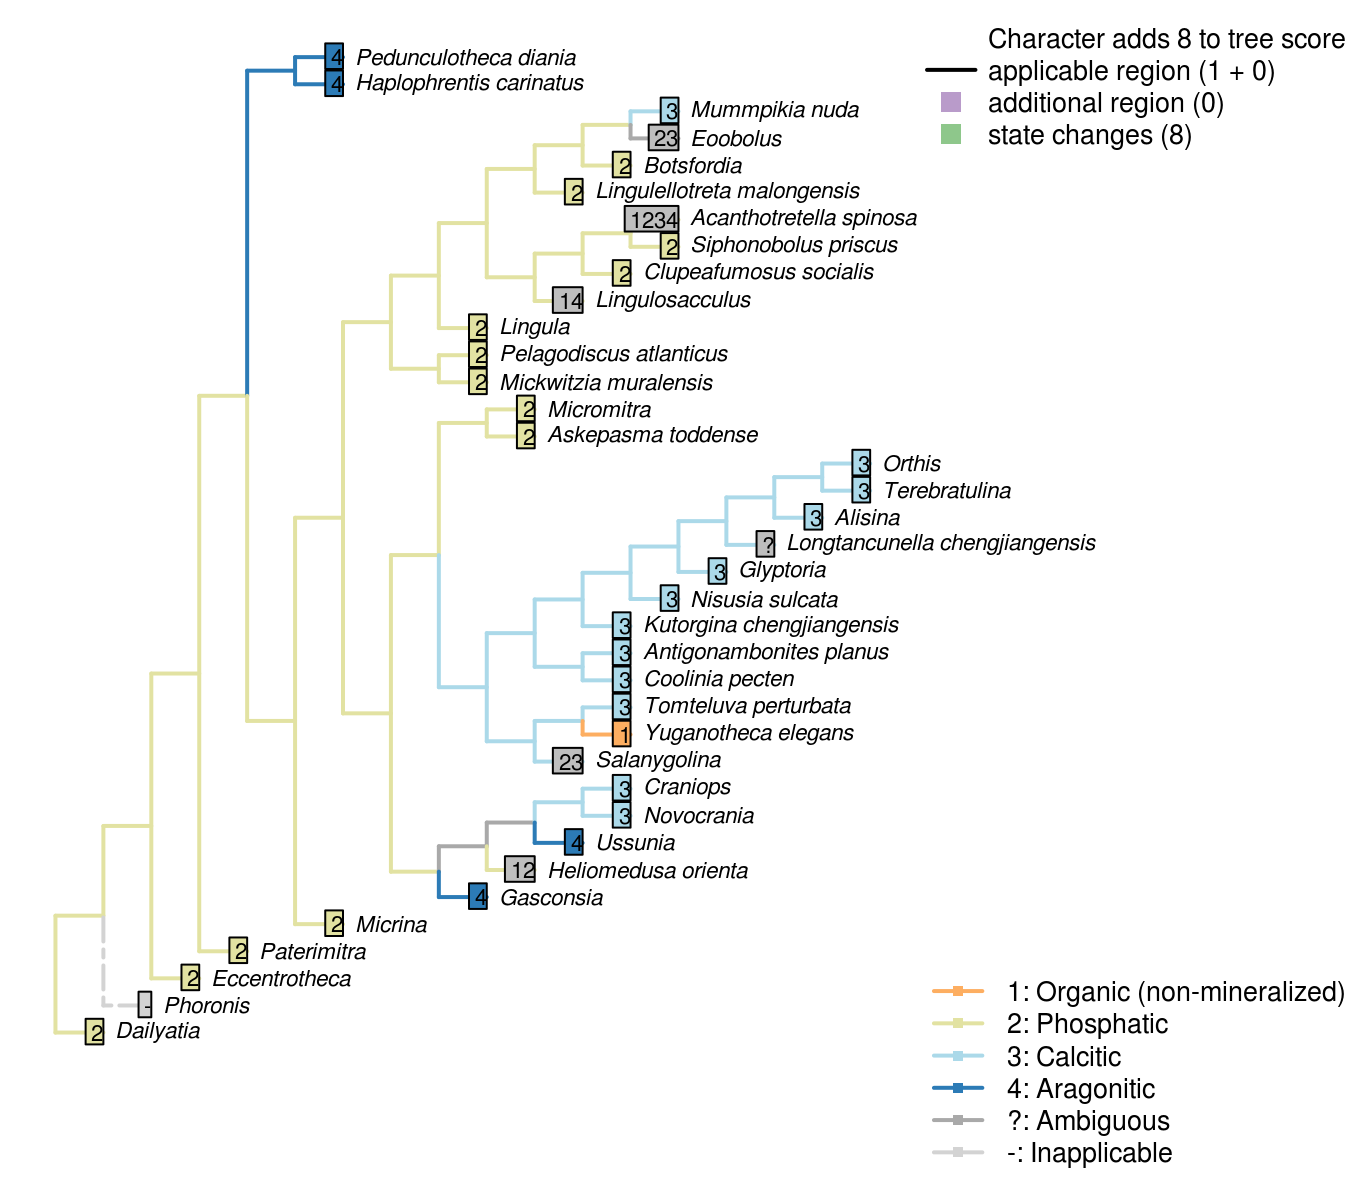 Character adds 8 to tree score
applicable region (1 + 0)
additional region (0)
state changes (8)
4 Pedunculotheca diania
4 Haplophrentis carinatus
3 Mummpikia nuda
23 Eoobolus
2 Botsfordia
2 Lingulellotreta malongensis
1234 Acanthotretella spinosa
2 Siphonobolus priscus
2 Clupeafumosus socialis
14 Lingulosacculus
2 Lingula
2 Pelagodiscus atlanticus
2 Mickwitzia muralensis
2 Micromitra
2 Askepasma toddense
3 Orthis
3 Terebratulina
3 Alisina
? Longtancunella chengjiangensis
3 Glyptoria
3 Nisusia sulcata
3 Kutorgina chengjiangensis
3 Antigonambonites planus
3 Coolinia pecten
3 Tomteluva perturbata
1 Yuganotheca elegans
23 Salanygolina
3 Craniops
3 Novocrania
4 Ussunia
12 Heliomedusa orienta
4 Gasconsia
2 Micrina
2 Paterimitra
2 Eccentrotheca
- Phoronis
2 Dailyatia
1: Organic (non-mineralized)
2: Phosphatic
3: Calcitic
4: Aragonitic
?: Ambiguous
-: Inapplicable